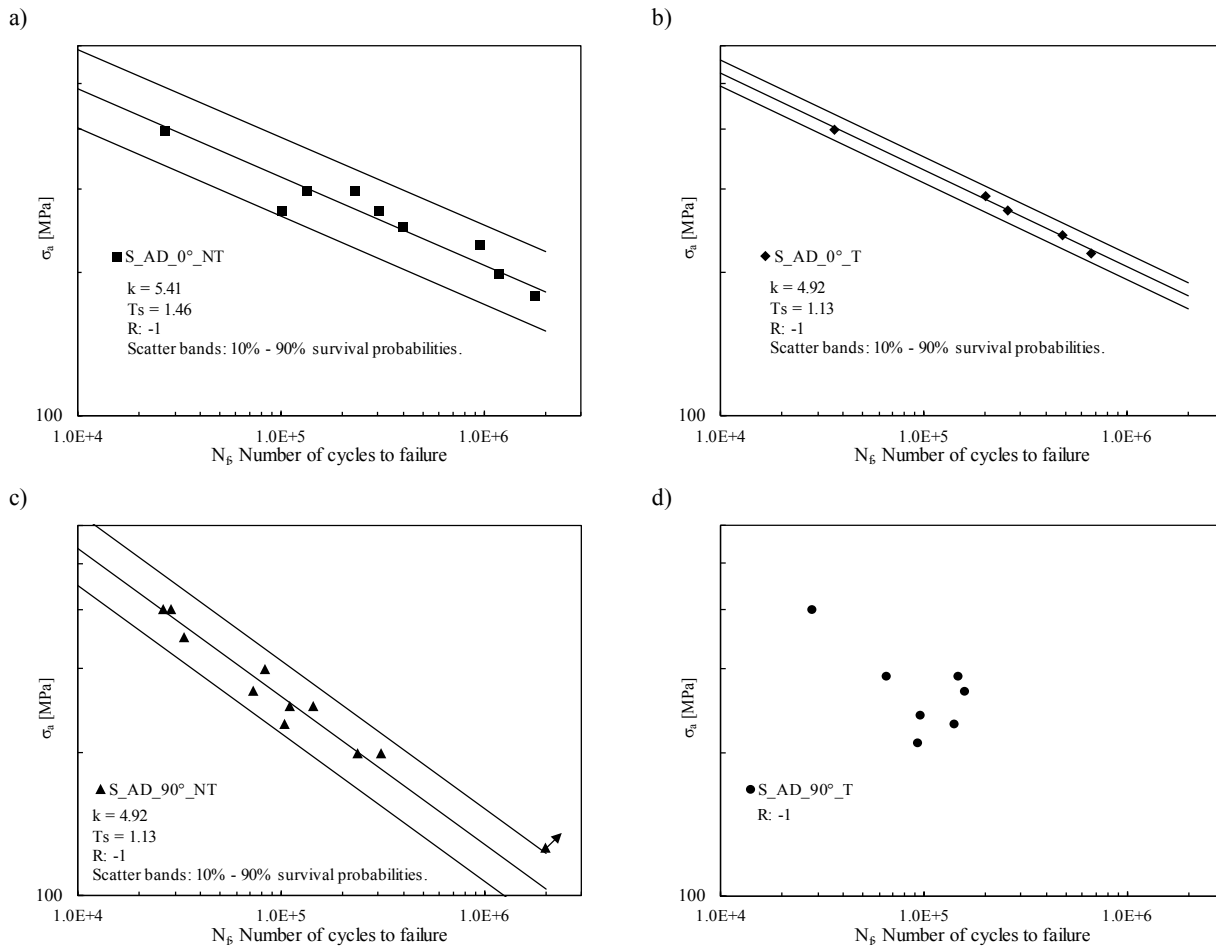 a)
σa [MPa]
S_AD_0°_NT
k = 5.41
Ts = 1.46
R: -1
Scatter bands: 10% - 90% survival probabilities.
100
1.0E+4 1.0E+5 1.0E+6
Nf, Number of cycles to failure
b)
σa [MPa]
S_AD_0°_T
k = 4.92
Ts = 1.13
R: -1
Scatter bands: 10% - 90% survival probabilities.
100
1.0E+4 1.0E+5 1.0E+6
Nf, Number of cycles to failure
c)
σa [MPa]
S_AD_90°_NT
k = 4.92
Ts = 1.13
R: -1
Scatter bands: 10% - 90% survival probabilities.
100
1.0E+4 1.0E+5 1.0E+6
Nf, Number of cycles to failure
d)
σa [MPa]
S_AD_90°_T
R: -1
100
1.0E+4 1.0E+5 1.0E+6
Nf, Number of cycles to failure